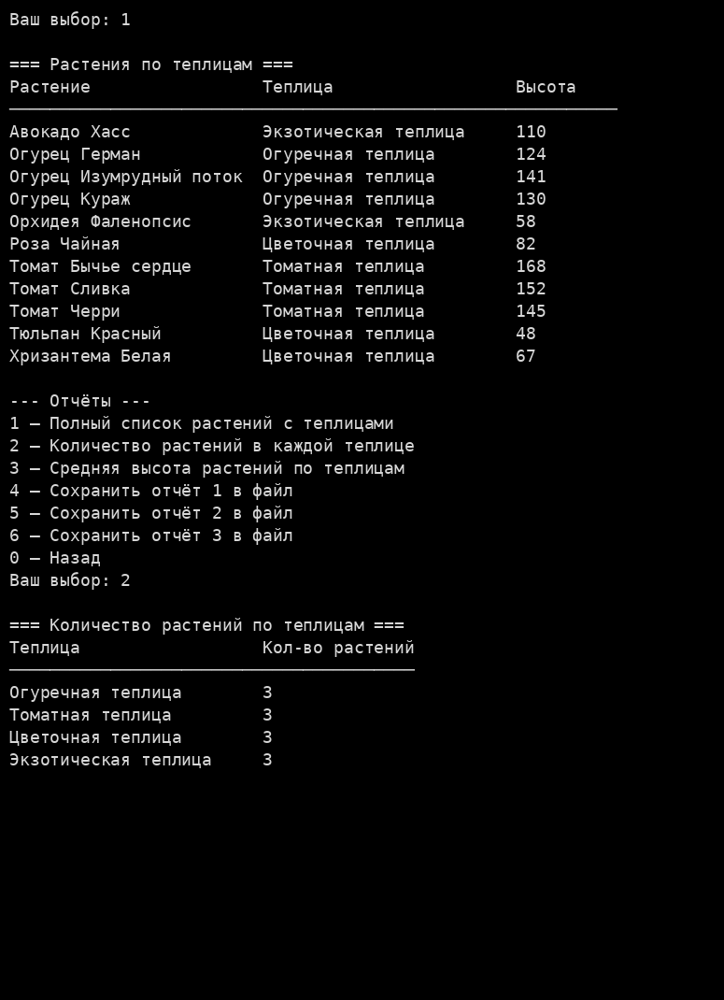 Ваш выбор: 1
=== Растения по теплицам ===
Растение Теплица Высота
Авокадо Хасс Экзотическая теплица 110
Огурец Герман Огуречная теплица 124
Огурец Изумрудный поток Огуречная теплица 141
Огурец Кураж Огуречная теплица 130
Орхидея Фаленопсис Экзотическая теплица 58
Роза Чайная Цветочная теплица 82
Томат Бычье сердце Томатная теплица 168
Томат Сливка Томатная теплица 152
Томат Черри Томатная теплица 145
Тюльпан Красный Цветочная теплица 48
Хризантема Белая Цветочная теплица 67
--- Отчёты ---
1 — Полный список растений с теплицами
2 — Количество растений в каждой теплице
3 — Средняя высота растений по теплицам
4 — Сохранить отчёт 1 в файл
5 — Сохранить отчёт 2 в файл
6 — Сохранить отчёт 3 в файл
0 — Назад
Ваш выбор: 2
=== Количество растений по теплицам ===
Теплица Кол-во растений
Огуречная теплица 3
Томатная теплица 3
Цветочная теплица 3
Экзотическая теплица 3